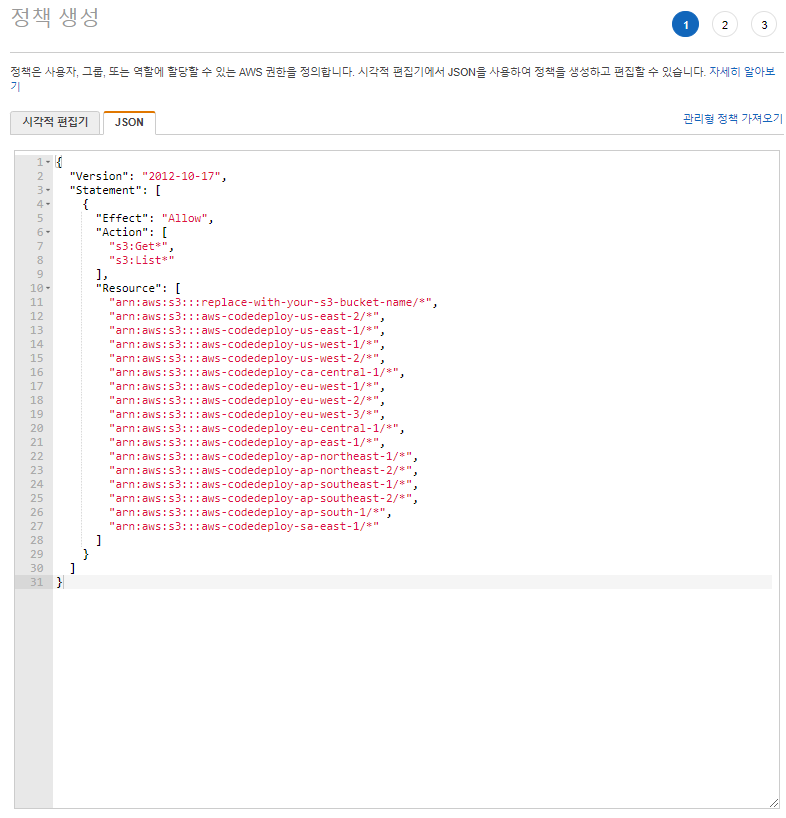 정책 생성
1 2 3
정책은 사용자, 그룹, 또는 역할에 할당할 수 있는 AWS 권한을 정의합니다. 시각적 편집기에서 JSON을 사용하여 정책을 생성하고 편집할 수 있습니다. 자세히 알아보
기
시각적 편집기 JSON 관리형 정책 가져오기
1 {
2 "Version": "2012-10-17",
3 "Statement": [
4 {
5 "Effect": "Allow",
6 "Action": [
7 "s3:Get*",
8 "s3:List*"
9 ],
10 "Resource": [
11 "arn:aws:s3:::replace-with-your-s3-bucket-name/*",
12 "arn:aws:s3:::aws-codedeploy-us-east-2/*",
13 "arn:aws:s3:::aws-codedeploy-us-east-1/*",
14 "arn:aws:s3:::aws-codedeploy-us-west-1/*",
15 "arn:aws:s3:::aws-codedeploy-us-west-2/*",
16 "arn:aws:s3:::aws-codedeploy-ca-central-1/*",
17 "arn:aws:s3:::aws-codedeploy-eu-west-1/*",
18 "arn:aws:s3:::aws-codedeploy-eu-west-2/*",
19 "arn:aws:s3:::aws-codedeploy-eu-west-3/*",
20 "arn:aws:s3:::aws-codedeploy-eu-central-1/*",
21 "arn:aws:s3:::aws-codedeploy-ap-east-1/*",
22 "arn:aws:s3:::aws-codedeploy-ap-northeast-1/*",
23 "arn:aws:s3:::aws-codedeploy-ap-northeast-2/*",
24 "arn:aws:s3:::aws-codedeploy-ap-southeast-1/*",
25 "arn:aws:s3:::aws-codedeploy-ap-southeast-2/*",
26 "arn:aws:s3:::aws-codedeploy-ap-south-1/*",
27 "arn:aws:s3:::aws-codedeploy-sa-east-1/*"
28 ]
29 }
30 ]
31 }